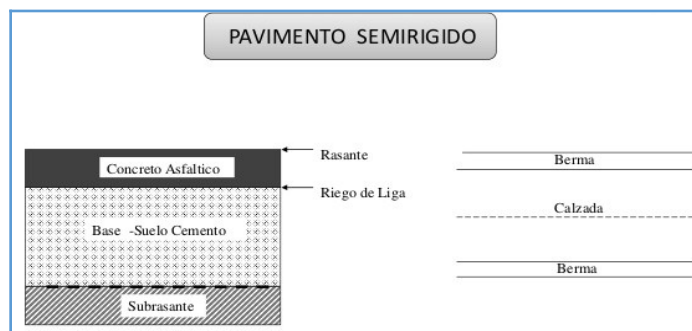 PAVIMENTO SEMIRIGIDO
Concreto Asfaltico
Rasante
Riego de Liga
Base -Suelo Cemento
Subrasante
Berma
Calzada
Berma